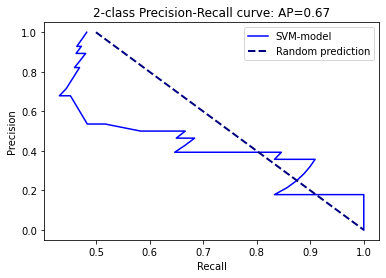 2-class Precision-Recall curve: AP=0.67
SVM-model
Random prediction
Precision
1.0
0.8
0.6
0.4
0.2
0.0
0.5 0.6 0.7 0.8 0.9 1.0
Recall